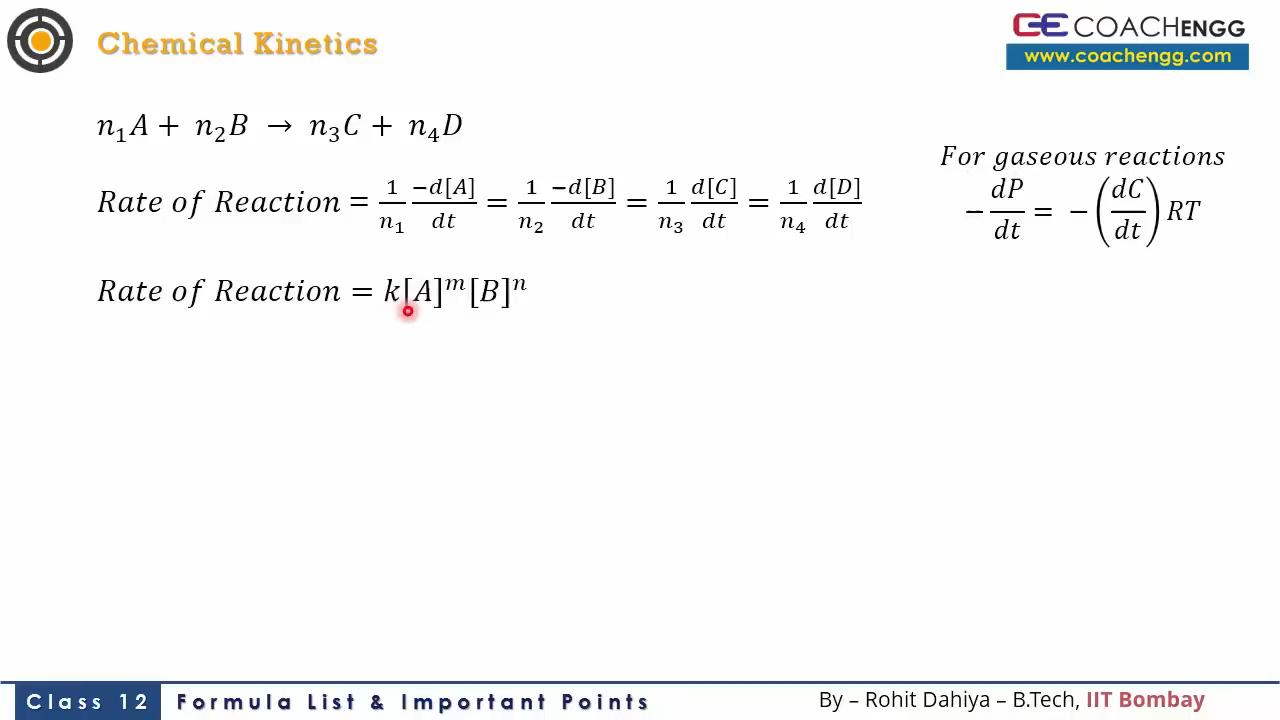 Chemical Kinetics
CE COACHENGG
www.coachengg.com
n₁A + n₂B → n₃C + n₄D
For gaseous reactions
Rate of Reaction = 1/n₁ −d[A]/dt = 1/n₂ −d[B]/dt = 1/n₃ d[C]/dt = 1/n₄ d[D]/dt
− dP/dt = − (dC/dt) RT
Rate of Reaction = k[A]ᵐ[B]ⁿ
Class 12 Formula List & Important Points By – Rohit Dahiya – B.Tech, IIT Bombay